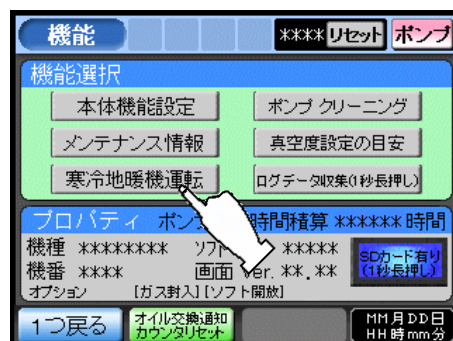 機能 **** リセット ポンプ
機能選択
本体機能設定 ポンプ クリーニング
メンテナンス情報 真空度設定の目安
寒冷地暖機運転 ログデータ収集(1秒長押し)
プロパティ ポン 時間積算 ****** 時間
機種 ******** ソフト *****
機番 **** 画面 Ver. **.**
オプション [ガス封入][ソフト開放]
SDカード有り
(1秒長押し)
1つ戻る オイル交換通知
カウンタリセット
MM月DD日
HH時mm分